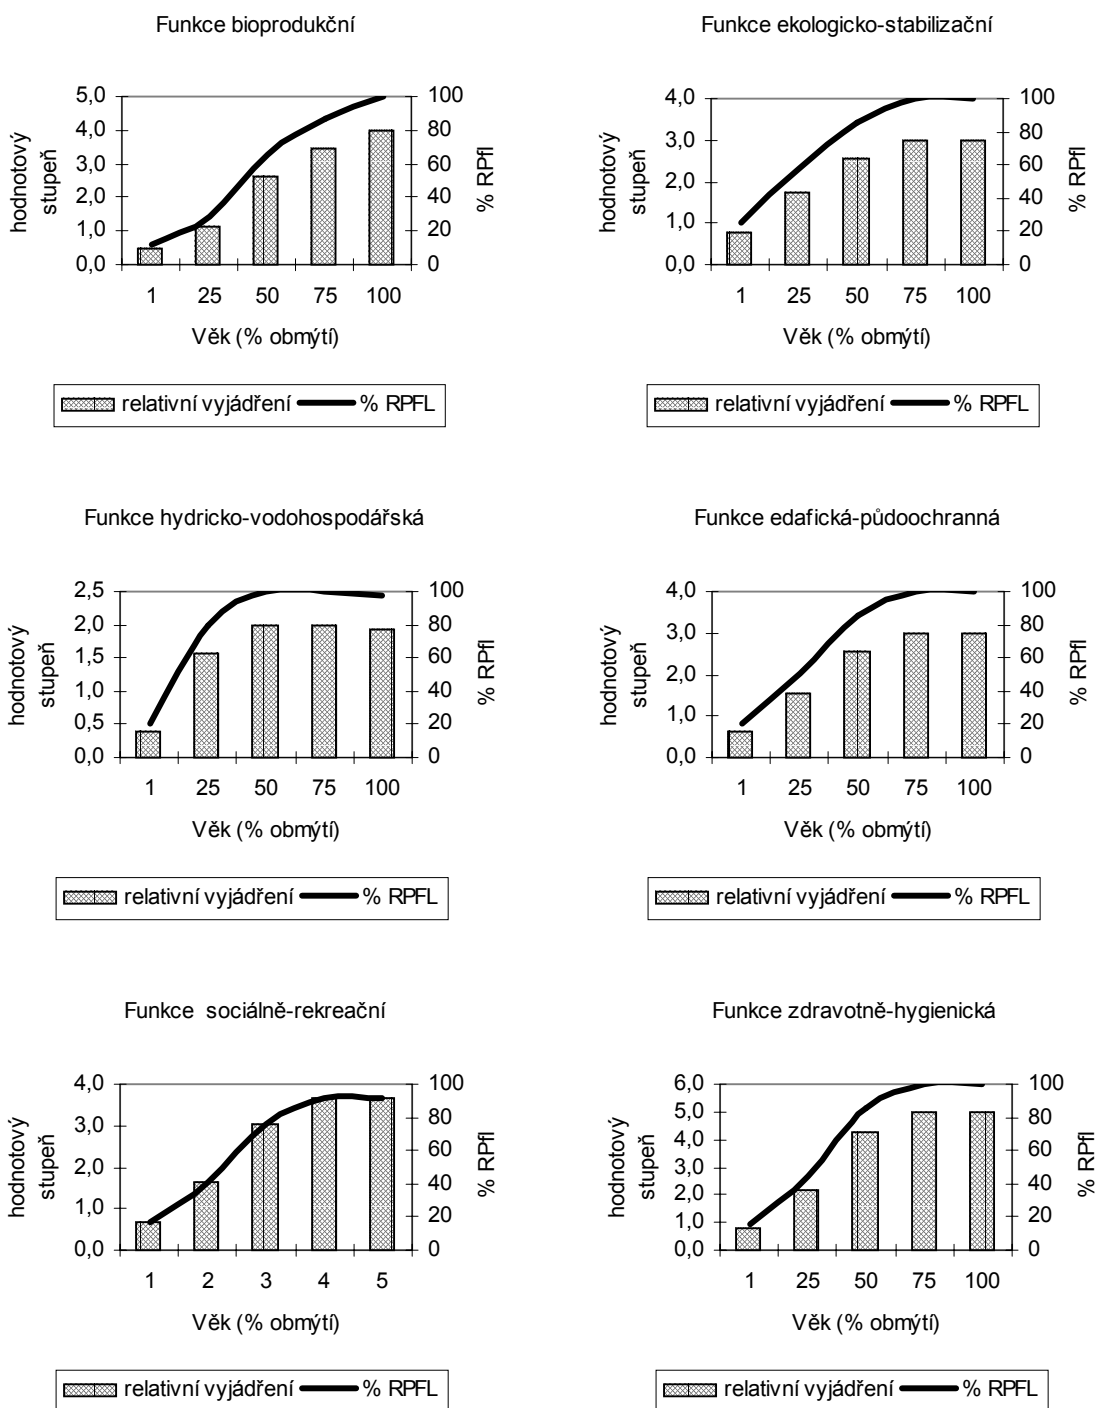 Funkce bioprodukční
hodnotový
stupeň
5,0
4,0
3,0
2,0
1,0
0,0
100
80
60
40
20
0
% RPfl
1 25 50 75 100
Věk (% obmýtí)
relativní vyjádření % RPFL
Funkce ekologicko-stabilizační
hodnotový
stupeň
4,0
3,0
2,0
1,0
0,0
100
80
60
40
20
0
% RPfl
1 25 50 75 100
Věk (% obmýtí)
relativní vyjádření % RPFL
Funkce hydricko-vodohospodářská
hodnotový
stupeň
2,5
2,0
1,5
1,0
0,5
0,0
100
80
60
40
20
0
% RPfl
1 25 50 75 100
Věk (% obmýtí)
relativní vyjádření % RPFL
Funkce edafická-půdoochranná
hodnotový
stupeň
4,0
3,0
2,0
1,0
0,0
100
80
60
40
20
0
% RPfl
1 25 50 75 100
Věk (% obmýtí)
relativní vyjádření % RPFL
Funkce sociálně-rekreační
hodnotový
stupeň
4,0
3,0
2,0
1,0
0,0
100
80
60
40
20
0
% RPfl
1 2 3 4 5
Věk (% obmýtí)
relativní vyjádření % RPFL
Funkce zdravotně-hygienická
hodnotový
stupeň
6,0
5,0
4,0
3,0
2,0
1,0
0,0
100
80
60
40
20
0
% RPfl
1 25 50 75 100
Věk (% obmýtí)
relativní vyjádření % RPFL